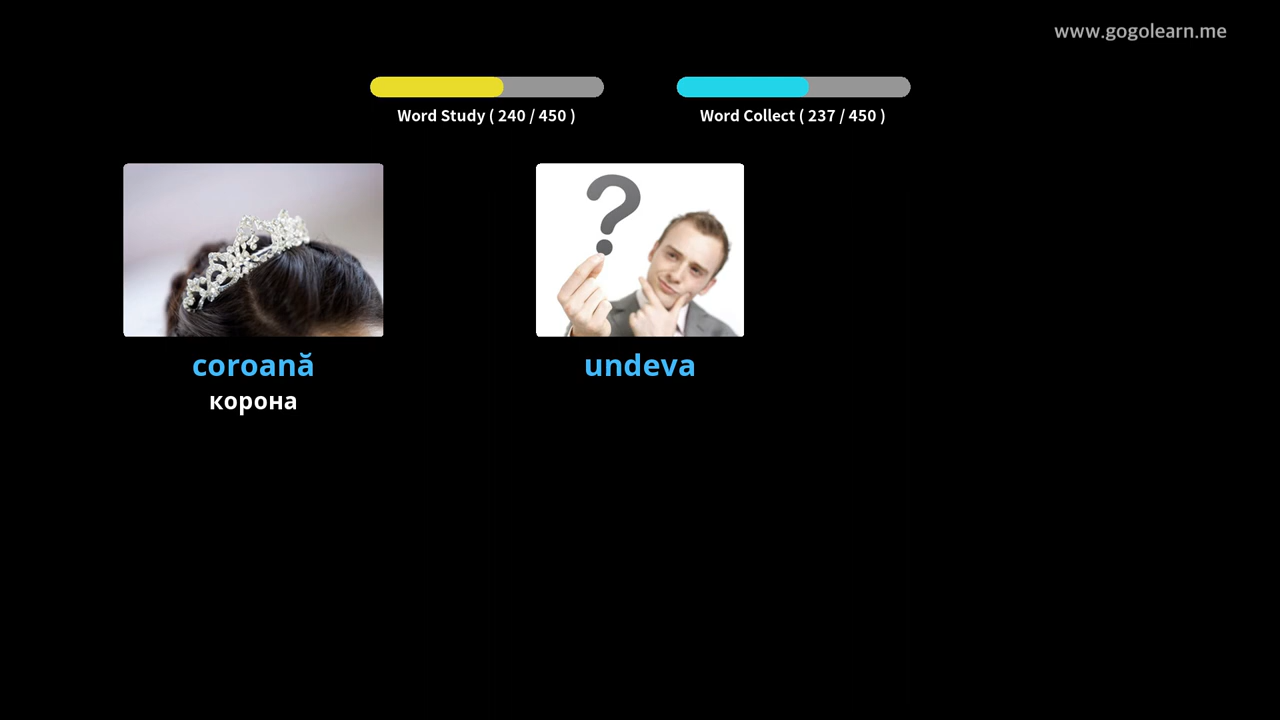 www.gogolearn.me
Word Study ( 240 / 450 )
Word Collect ( 237 / 450 )
coroană
корона
undeva